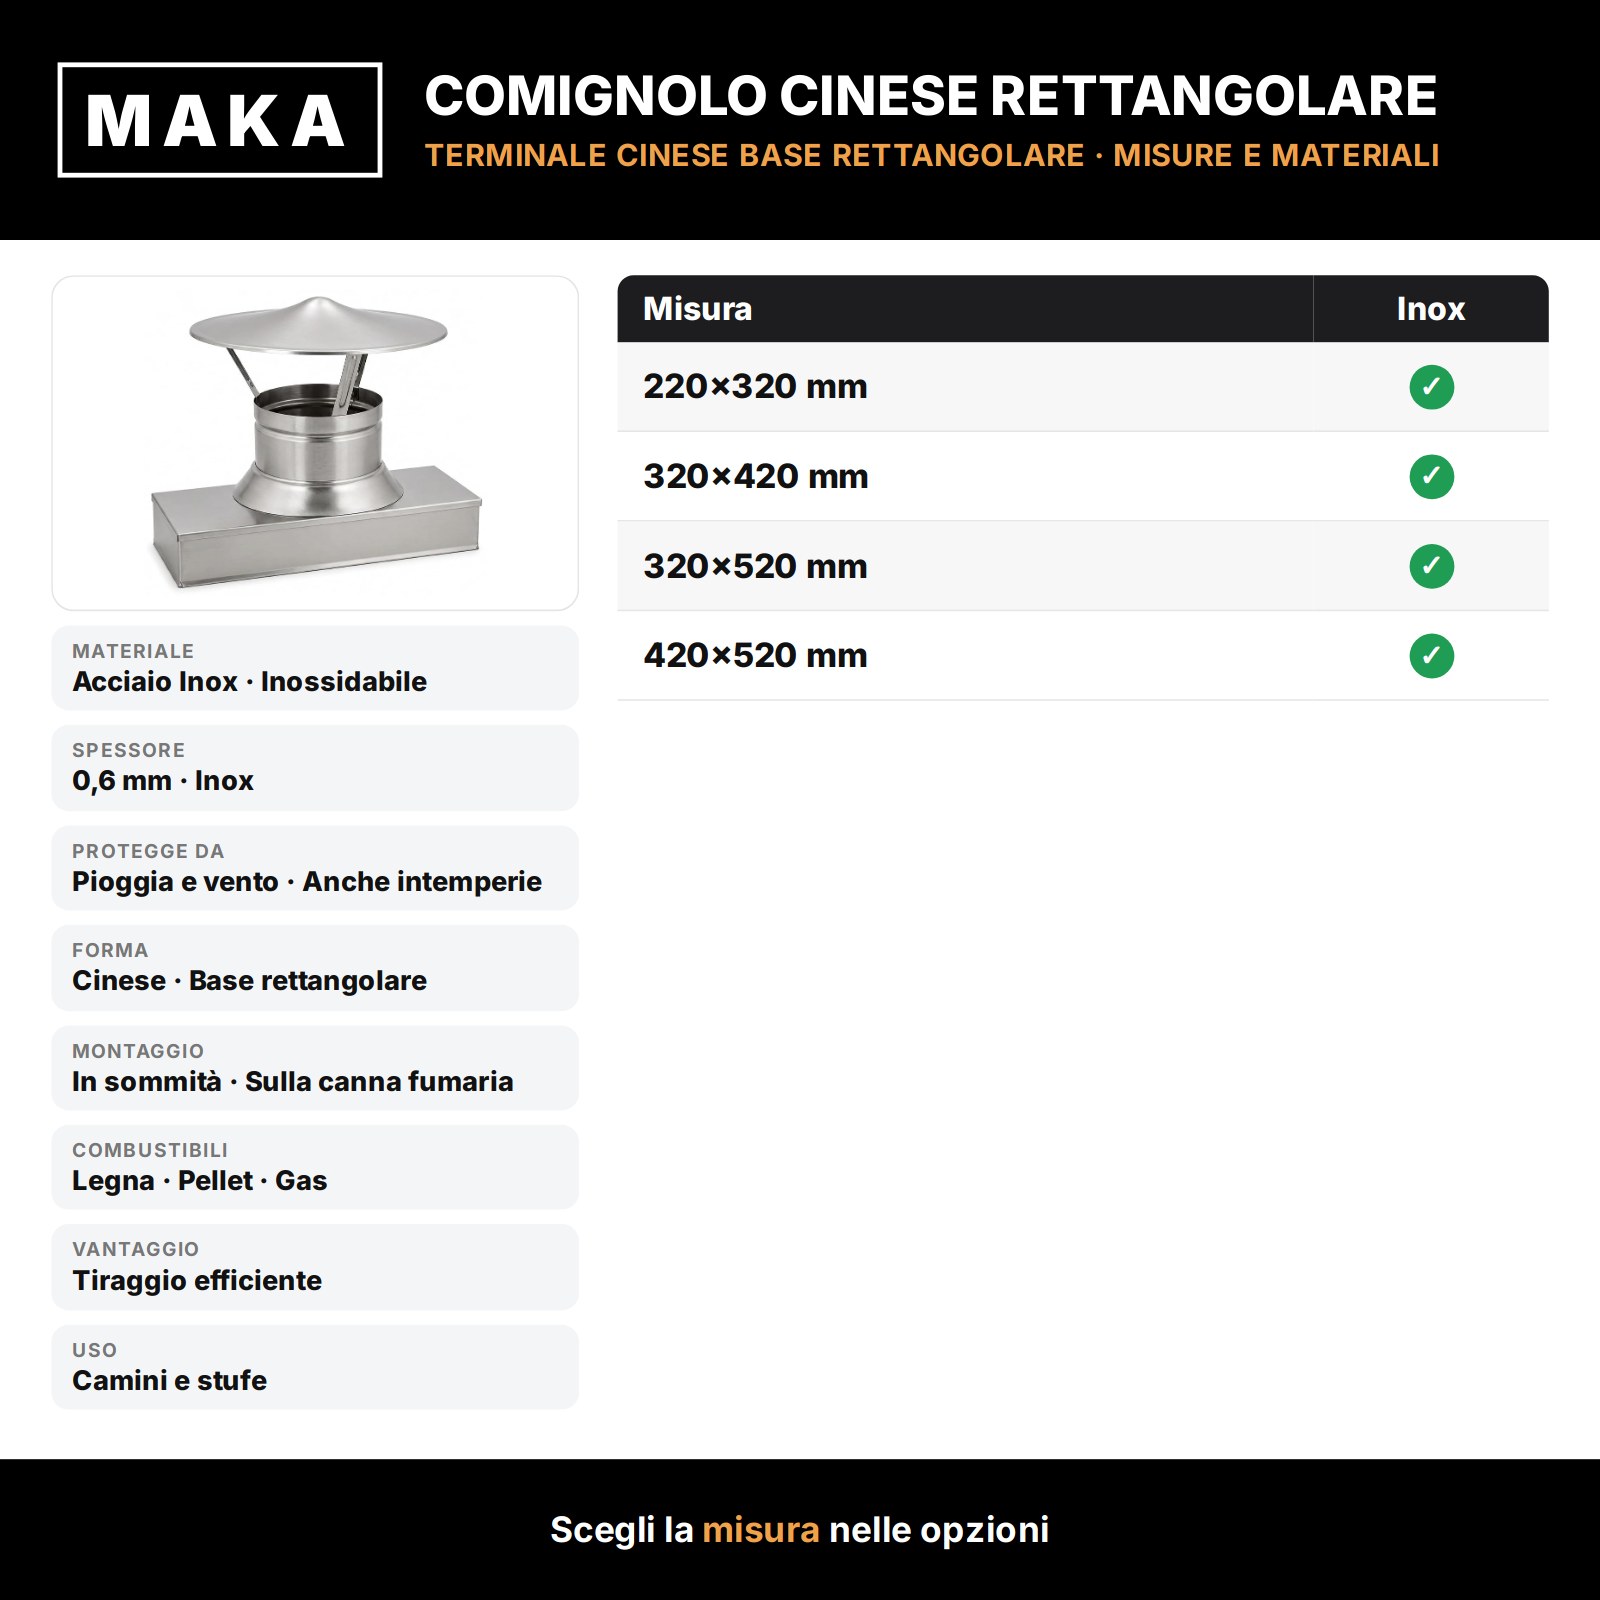 MAKA
COMIGNOLO CINESE RETTANGOLARE
TERMINALE CINESE BASE RETTANGOLARE · MISURE E MATERIALI
MATERIALE
Acciaio Inox · Inossidabile
SPESSORE
0,6 mm · Inox
PROTEGGE DA
Pioggia e vento · Anche intemperie
FORMA
Cinese · Base rettangolare
MONTAGGIO
In sommità · Sulla canna fumaria
COMBUSTIBILI
Legna · Pellet · Gas
VANTAGGIO
Tiraggio efficiente
USO
Camini e stufe
Misura Inox
220×320 mm ✓
320×420 mm ✓
320×520 mm ✓
420×520 mm ✓
Scegli la misura nelle opzioni